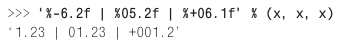 >>> ‘%-6.2f | %05.2f | %+06.1f’ % (x, x, x)
‘1.23 | 01.23 | +001.2’